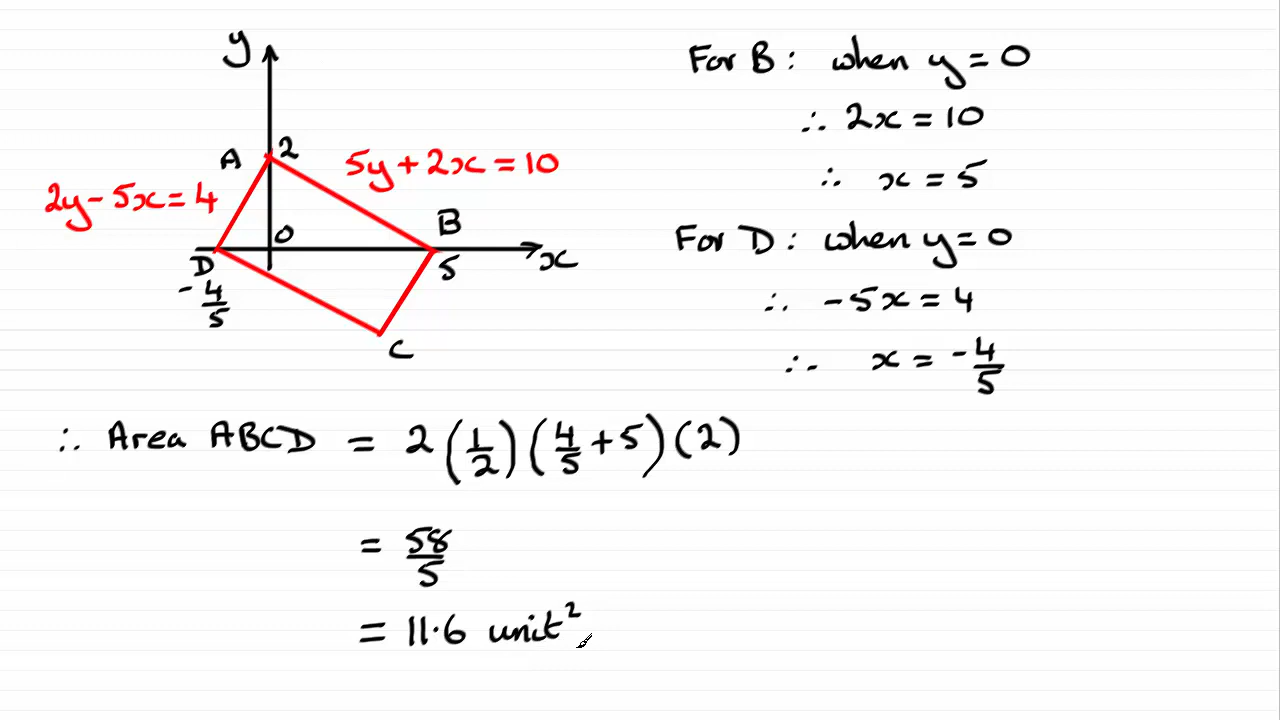 y
A
2
5y + 2x = 10
2y - 5x = 4
0
B
D
5
x
- 4/5
C
For B : when y = 0
∴ 2x = 10
∴ x = 5
For D : when y = 0
∴ -5x = 4
∴ x = - 4/5
∴ Area ABCD = 2 (1/2) (4/5 + 5) (2)
= 58/5
= 11·6 unit²